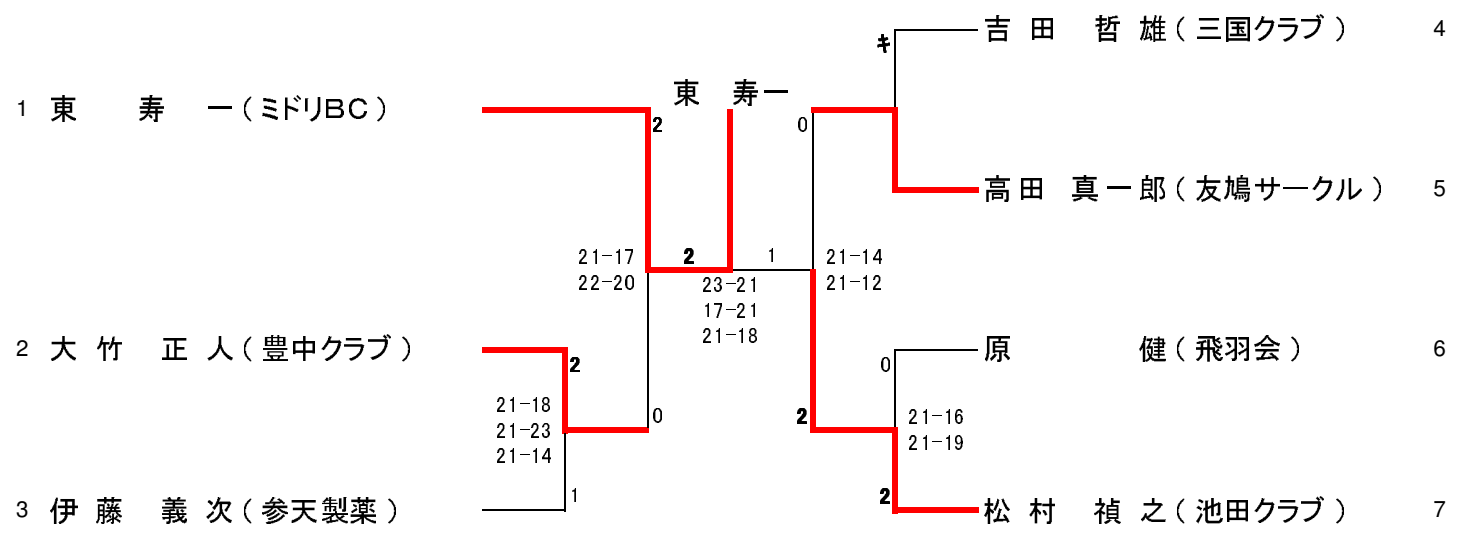 東 寿一
1 東 寿 一 ( ミドリBC )
2 大 竹 正 人 ( 豊中クラブ )
3 伊 藤 義 次 ( 参天製薬 )
2
21-17
22-20
2
21-18
21-23
21-14
0
1
2
1
23-21
17-21
21-18
キ
0
21-14
21-12
2
0
21-16
21-19
2
吉 田 哲 雄 ( 三国クラブ ) 4
高 田 真一郎 ( 友鳩サークル ) 5
原 健 ( 飛羽会 ) 6
松 村 禎 之 ( 池田クラブ ) 7